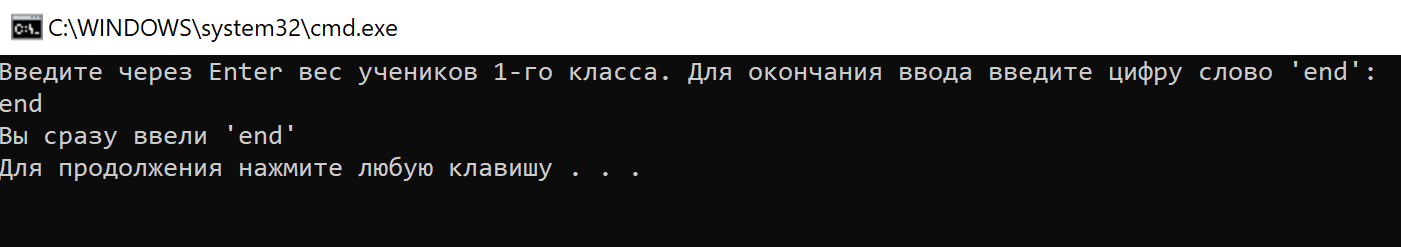 C:\WINDOWS\system32\cmd.exe
Введите через Enter вес учеников 1-го класса. Для окончания ввода введите цифру слово 'end':
end
Вы сразу ввели 'end'
Для продолжения нажмите любую клавишу . . .